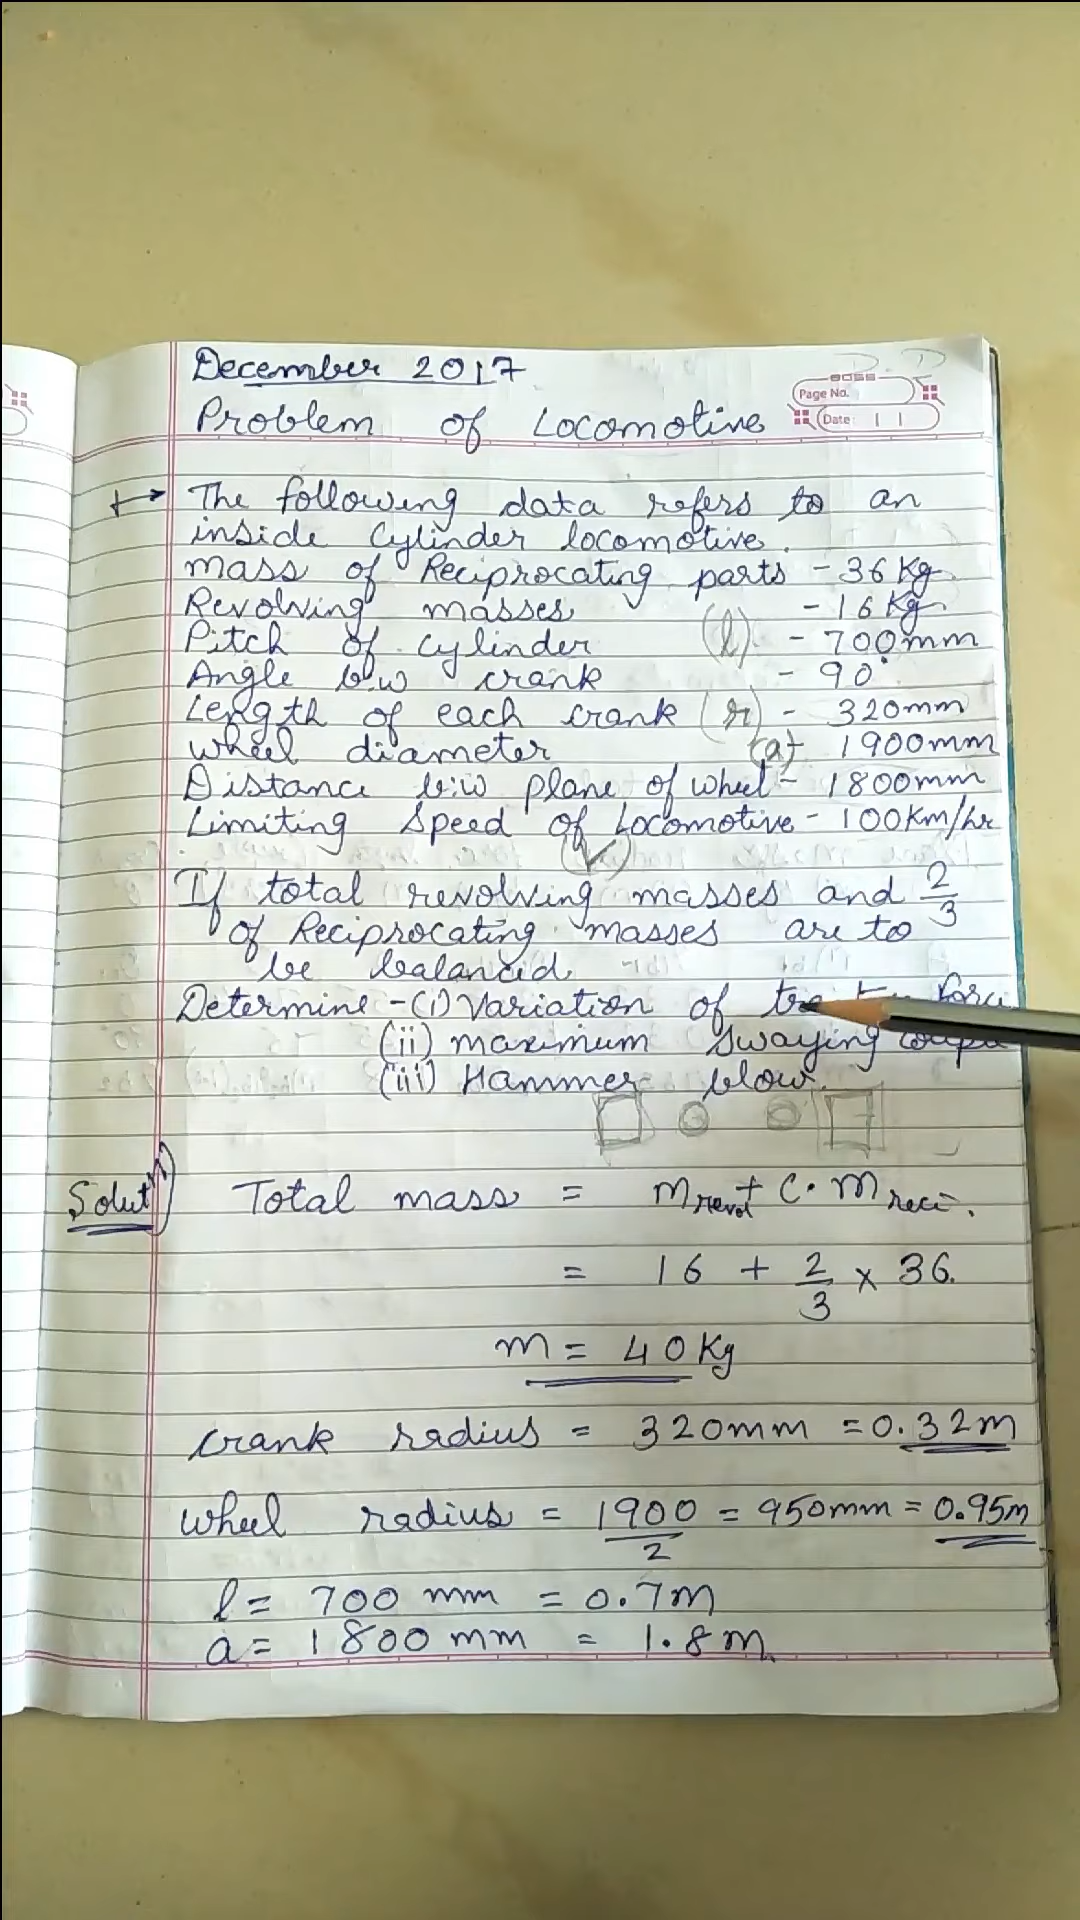 December 2017
BOSS
Page No.
Date: | |
Problem of Locomotive
The following data refers to an
inside Cylinder locomotive.
Mass of Reciprocating parts - 36 Kg.
Revolving masses - 16 Kg.
Pitch of cylinder (l) - 700mm
Angle b.w crank - 90°
Length of each crank (r) - 320mm
Wheel diameter 1900mm
Distance b.w plane of wheel - (a) 1800mm
Limiting Speed of Locomotive - 100Km/hr
(v)
If total revolving masses and 2/3
of Reciprocating masses are to
be balanced
Determine - (i) Variation of
(ii) maximum Swaying
(iii) Hammer blow.
Solutn) Total mass = mrevol + C. mreci.
= 16 + 2/3 x 36.
m = 40 Kg
Crank radius = 320mm = 0.32m
Wheel radius = 1900/2 = 950mm = 0.95m
l = 700 mm = 0.7m
a = 1800 mm = 1.8m.